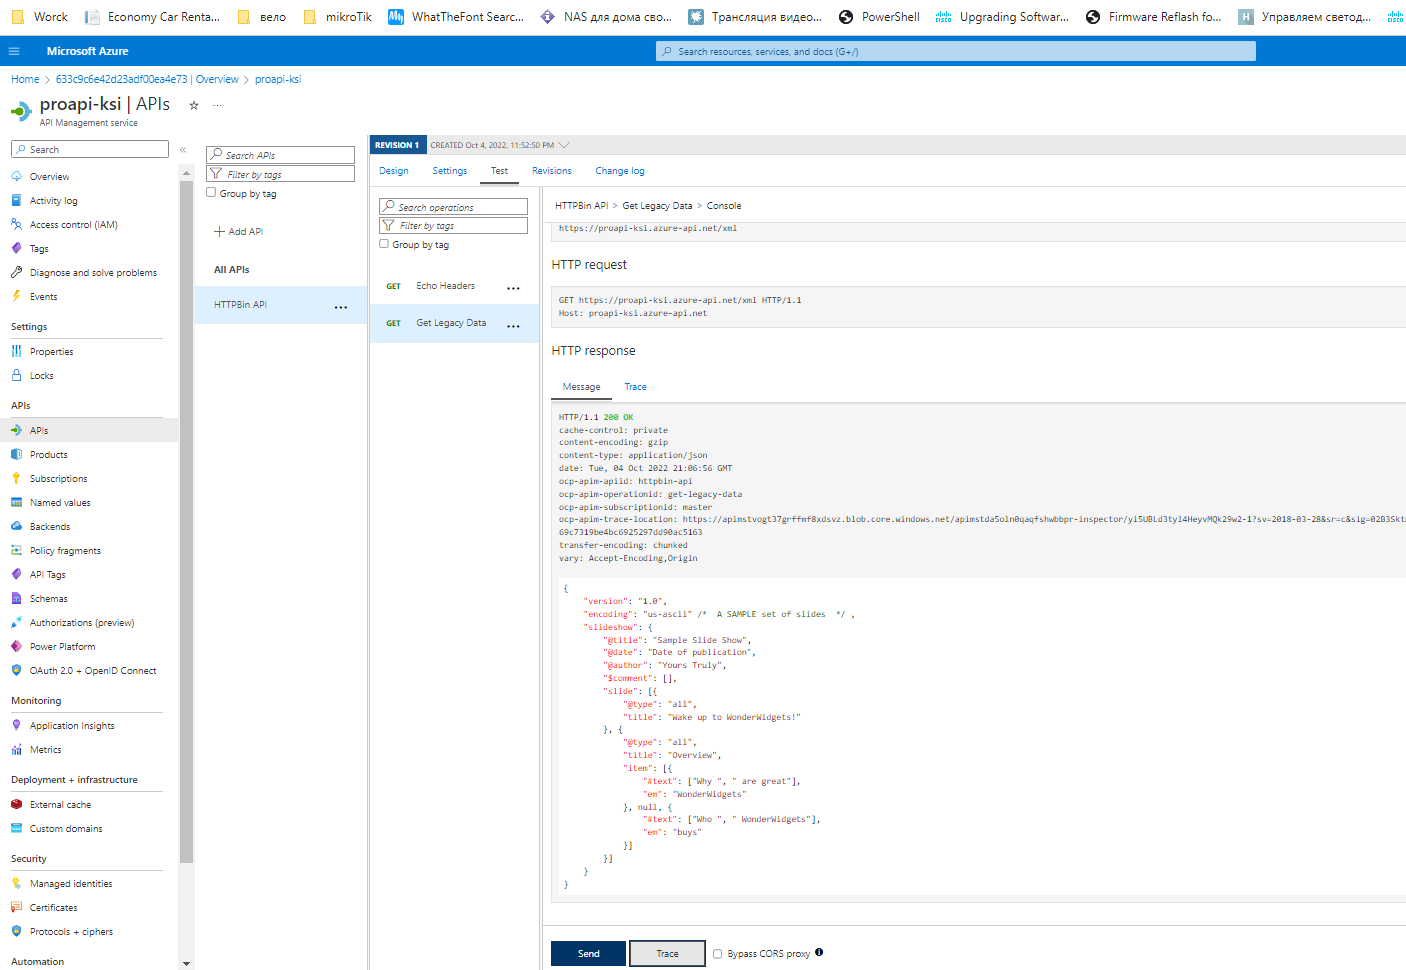 Worck
Economy Car Renta...
вело
mikroTik
WhatTheFont Searc...
NAS для дома сво...
Трансляция видео...
PowerShell
Upgrading Softwar...
Firmware Reflash fo...
Управляем светод...
Microsoft Azure
Search resources, services, and docs (G+/)
Home > 633c9c6e42d23adf00ea4e73 | Overview > proapi-ksi
proapi-ksi | APIs
API Management service
Search
Overview
Activity log
Access control (IAM)
Tags
Diagnose and solve problems
Events
Settings
Properties
Locks
APIs
APIs
Products
Subscriptions
Named values
Backends
Policy fragments
API Tags
Schemas
Authorizations (preview)
Power Platform
OAuth 2.0 + OpenID Connect
Monitoring
Application Insights
Metrics
Deployment + infrastructure
External cache
Custom domains
Security
Managed identities
Certificates
Protocols + ciphers
Automation
Search APIs
Filter by tags
Group by tag
+ Add API
All APIs
HTTPBin API
REVISION 1
CREATED Oct 4, 2022, 11:52:50 PM
Design
Settings
Test
Revisions
Change log
Search operations
Filter by tags
Group by tag
GET Echo Headers
GET Get Legacy Data
HTTPBin API > Get Legacy Data > Console
https://proapi-ksi.azure-api.net/xml
HTTP request
GET https://proapi-ksi.azure-api.net/xml HTTP/1.1
Host: proapi-ksi.azure-api.net
HTTP response
Message
Trace
HTTP/1.1 200 OK
cache-control: private
content-encoding: gzip
content-type: application/json
date: Tue, 04 Oct 2022 21:06:56 GMT
ocp-apim-apiid: httpbin-api
ocp-apim-operationid: get-legacy-data
ocp-apim-subscriptionid: master
ocp-apim-trace-location: https://apimstvogt37grffmf8xdsvz.blob.core.windows.net/apimstda5oln0qaqfshwbbpr-inspector/yi5UBLd3tyl4HeyvMQk29w2-1?sv=2018-03-28&sr=c&sig=02B3Skt
69c7319be4bc6925297dd90ac5163
transfer-encoding: chunked
vary: Accept-Encoding,Origin
{
"version": "1.0",
"encoding": "us-ascii" /* A SAMPLE set of slides */ ,
"slideshow": {
"@title": "Sample Slide Show",
"@date": "Date of publication",
"@author": "Yours Truly",
"$comment": [],
"slide": [{
"@type": "all",
"title": "Wake up to WonderWidgets!"
}, {
"@type": "all",
"title": "Overview",
"item": [{
"#text": ["Why ", " are great"],
"em": "WonderWidgets"
}, null, {
"#text": ["Who ", " WonderWidgets"],
"em": "buys"
}]
}]
}
}
Send
Trace
Bypass CORS proxy